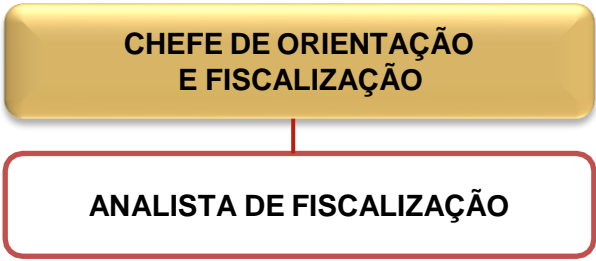 CHEFE DE ORIENTAÇÃO
E FISCALIZAÇÃO
ANALISTA DE FISCALIZAÇÃO